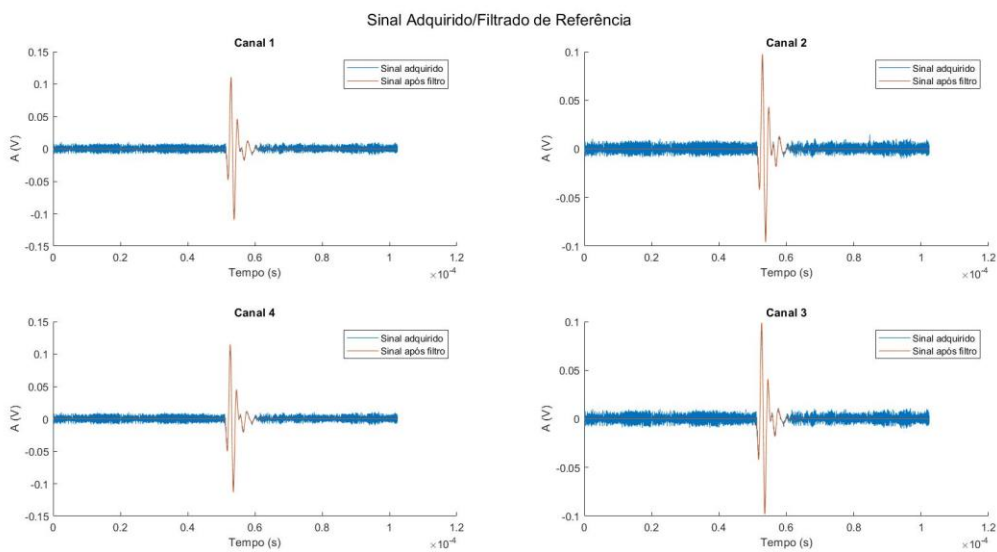 Sinal Adquirido/Filtrado de Referência
Canal 1
0.15
0.1
0.05
0
-0.05
-0.1
-0.15
A (V)
Sinal adquirido
Sinal após filtro
0 0.2 0.4 0.6 0.8 1 1.2
Tempo (s)
×10-4
Canal 2
0.1
0.05
0
-0.05
-0.1
A (V)
Sinal adquirido
Sinal após filtro
0 0.2 0.4 0.6 0.8 1 1.2
Tempo (s)
×10-4
Canal 4
0.15
0.1
0.05
0
-0.05
-0.1
-0.15
A (V)
Sinal adquirido
Sinal após filtro
0 0.2 0.4 0.6 0.8 1 1.2
Tempo (s)
×10-4
Canal 3
0.1
0.05
0
-0.05
-0.1
A (V)
Sinal adquirido
Sinal após filtro
0 0.2 0.4 0.6 0.8 1 1.2
Tempo (s)
×10-4